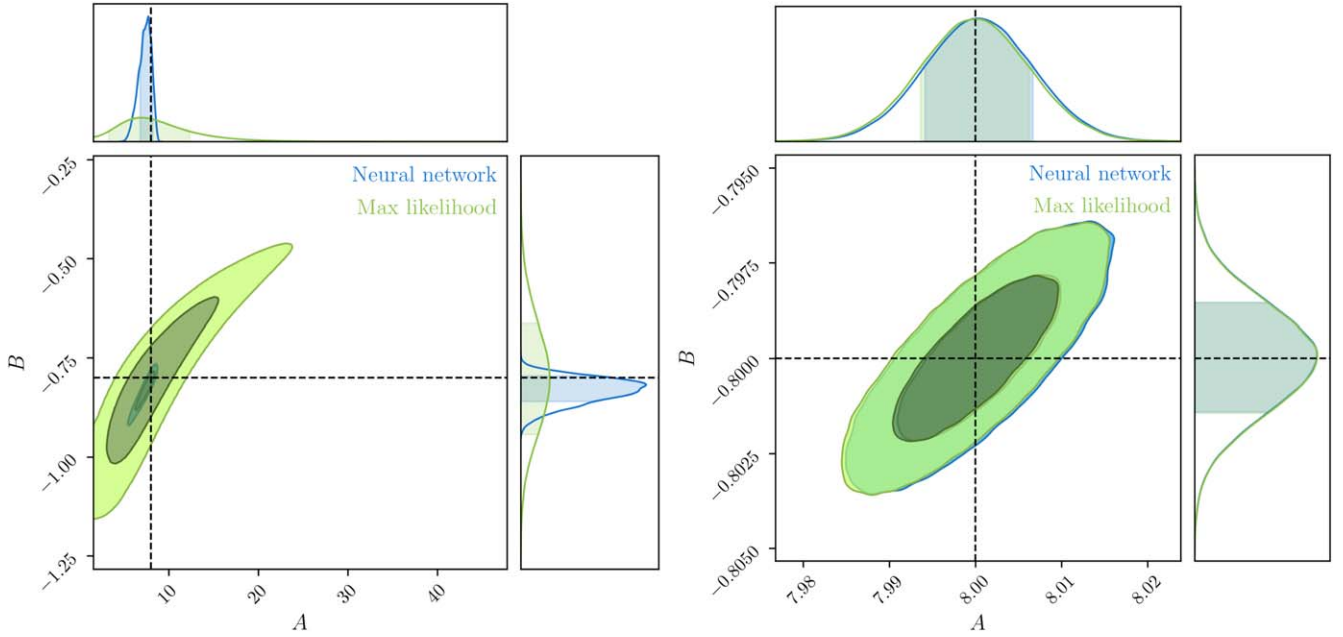 Neural network
Max likelihood
−0.25
−0.50
−0.75
−1.00
−1.25
B
10
20
30
40
A
Neural network
Max likelihood
−0.7950
−0.7975
−0.8000
−0.8025
−0.8050
B
7.98
7.99
8.00
8.01
8.02
A